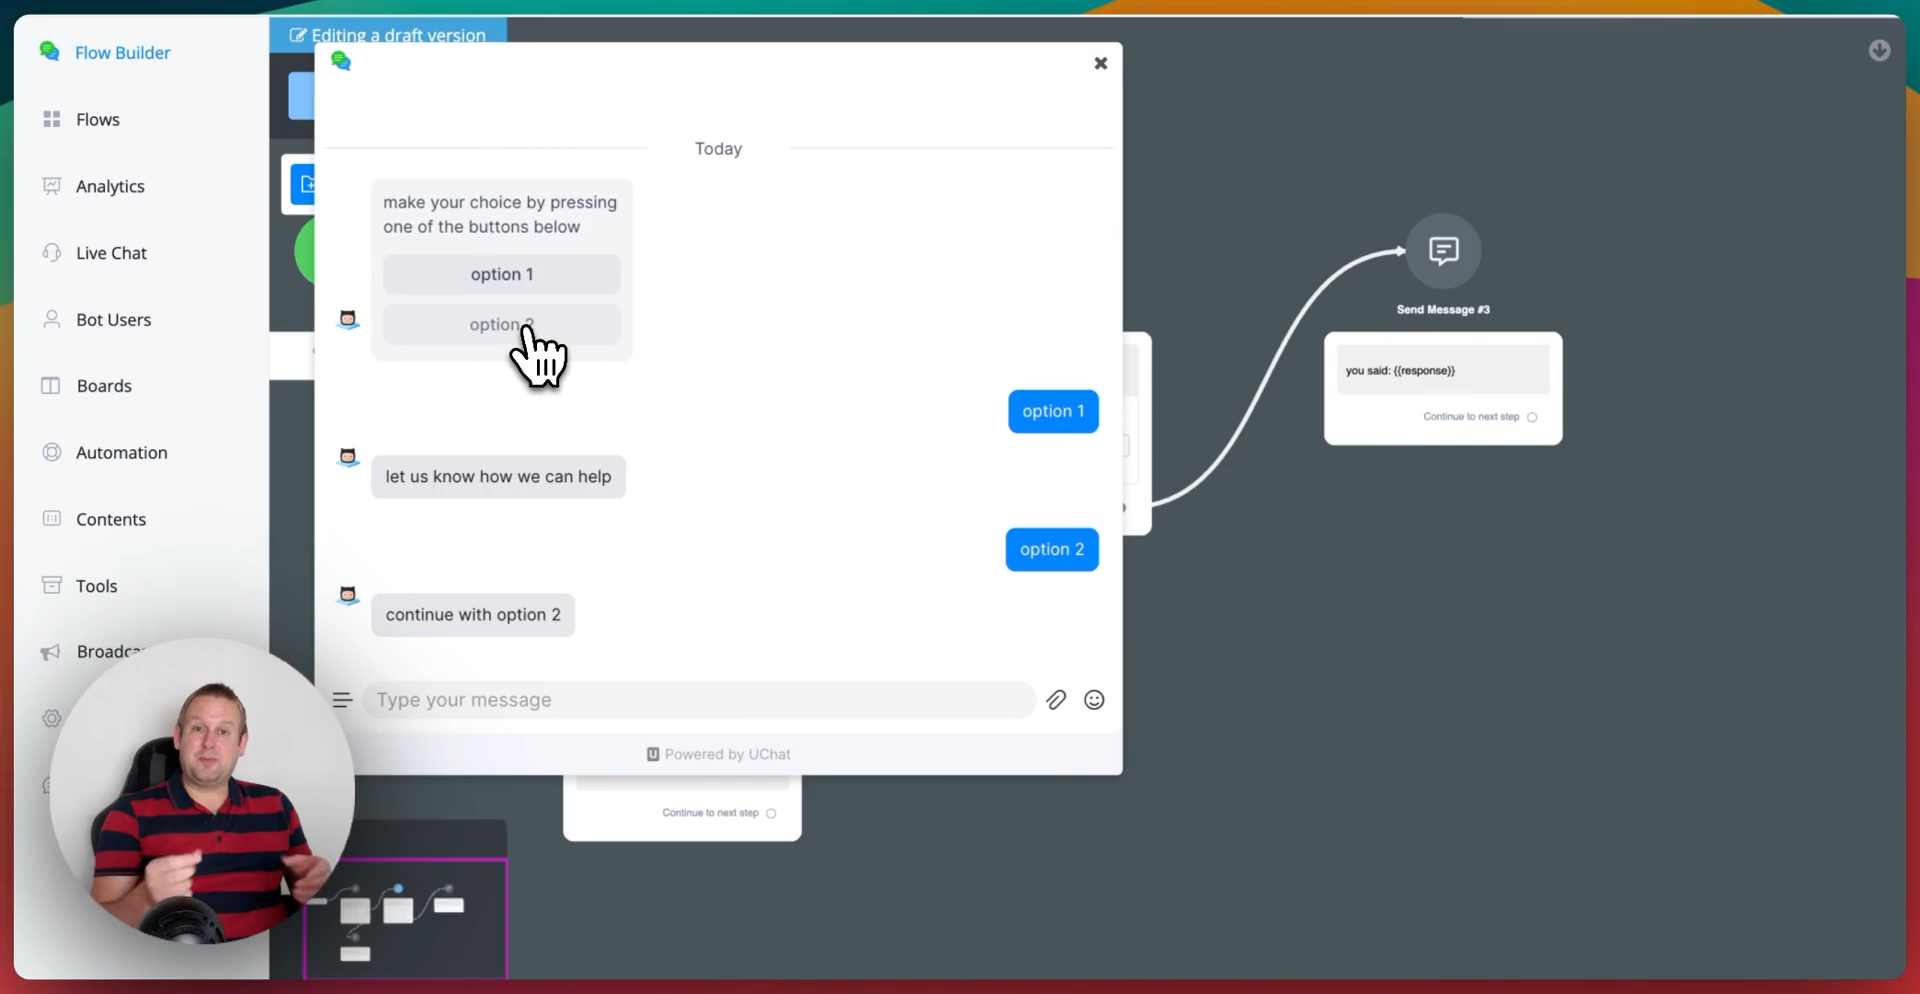 Flow Builder
Flows
Analytics
Live Chat
Bot Users
Boards
Automation
Contents
Tools
Editing a draft version
Today
make your choice by pressing
one of the buttons below
option 1
option
option 1
let us know how we can help
option 2
continue with option 2
Type your message
Powered by UChat
Send Message #3
you said: {{response}}
Continue to next step
Continue to next step